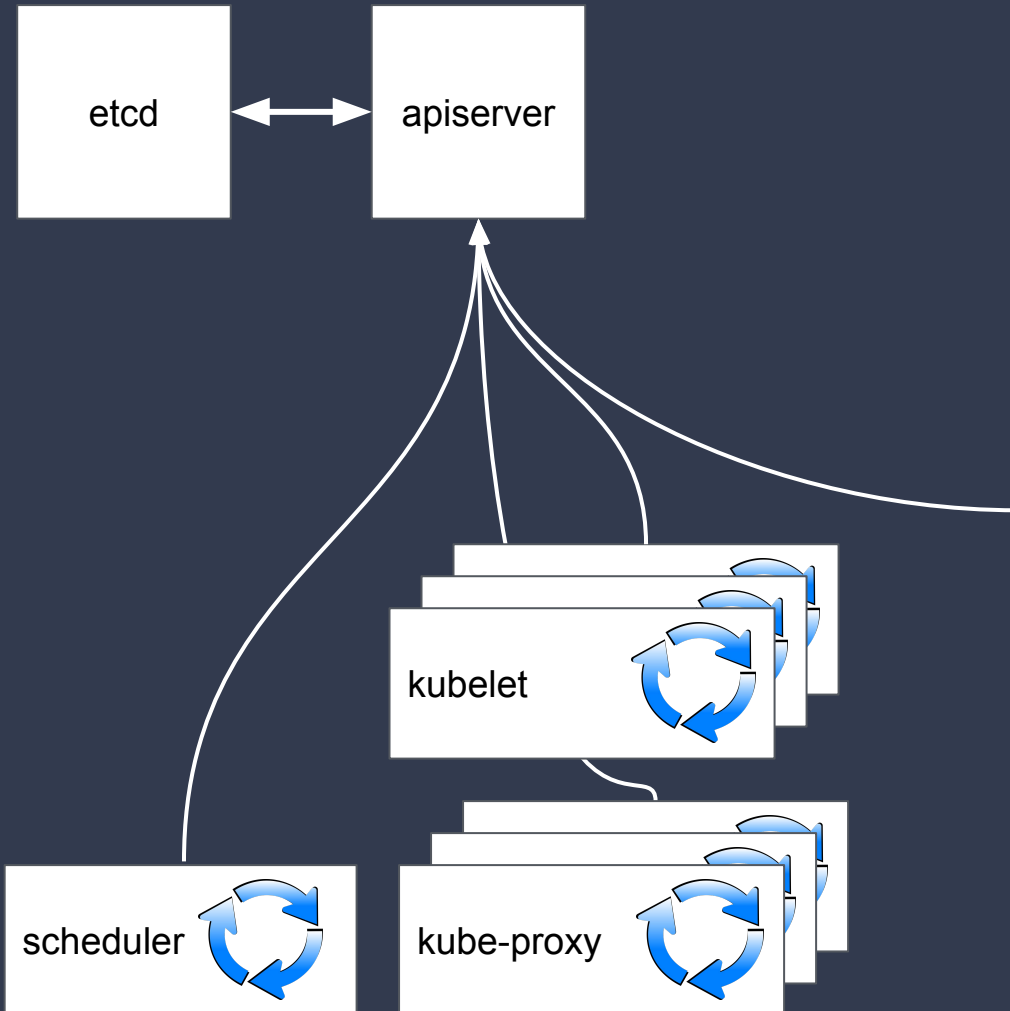 etcd
apiserver
kubelet
scheduler
kube-proxy